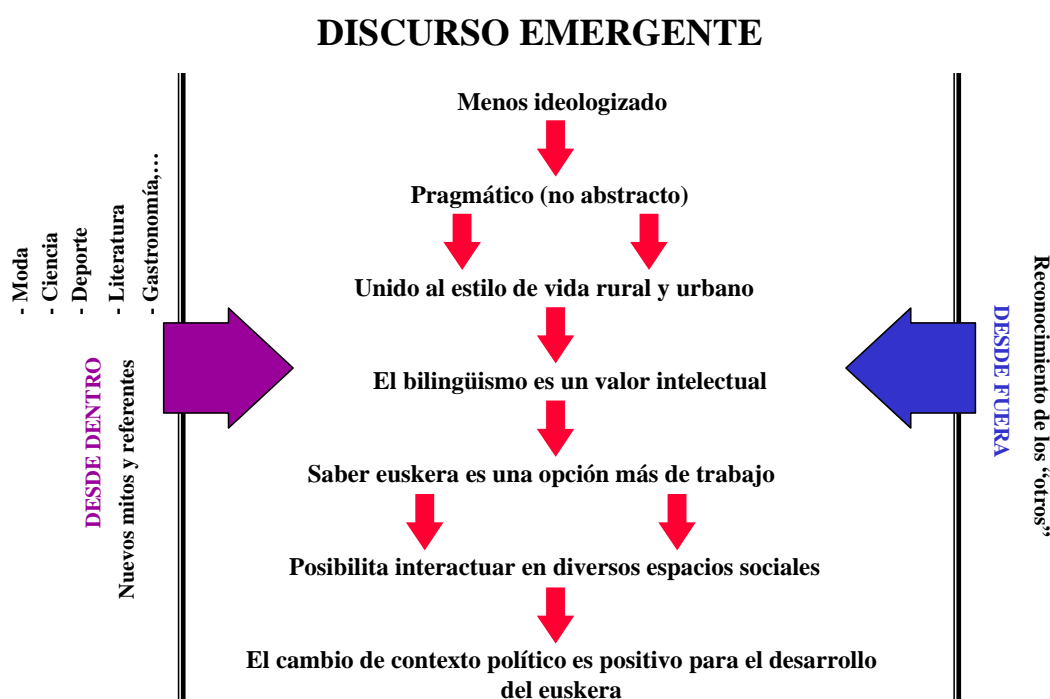 DISCURSO EMERGENTE
- Moda
- Ciencia
- Deporte
- Literatura
- Gastronomía,…
DESDE DENTRO
Nuevos mitos y referentes
Menos ideologizado
Pragmático (no abstracto)
Unido al estilo de vida rural y urbano
El bilingüismo es un valor intelectual
Saber euskera es una opción más de trabajo
Posibilita interactuar en diversos espacios sociales
El cambio de contexto político es positivo para el desarrollo
del euskera
DESDE FUERA
Reconocimiento de los “otros”